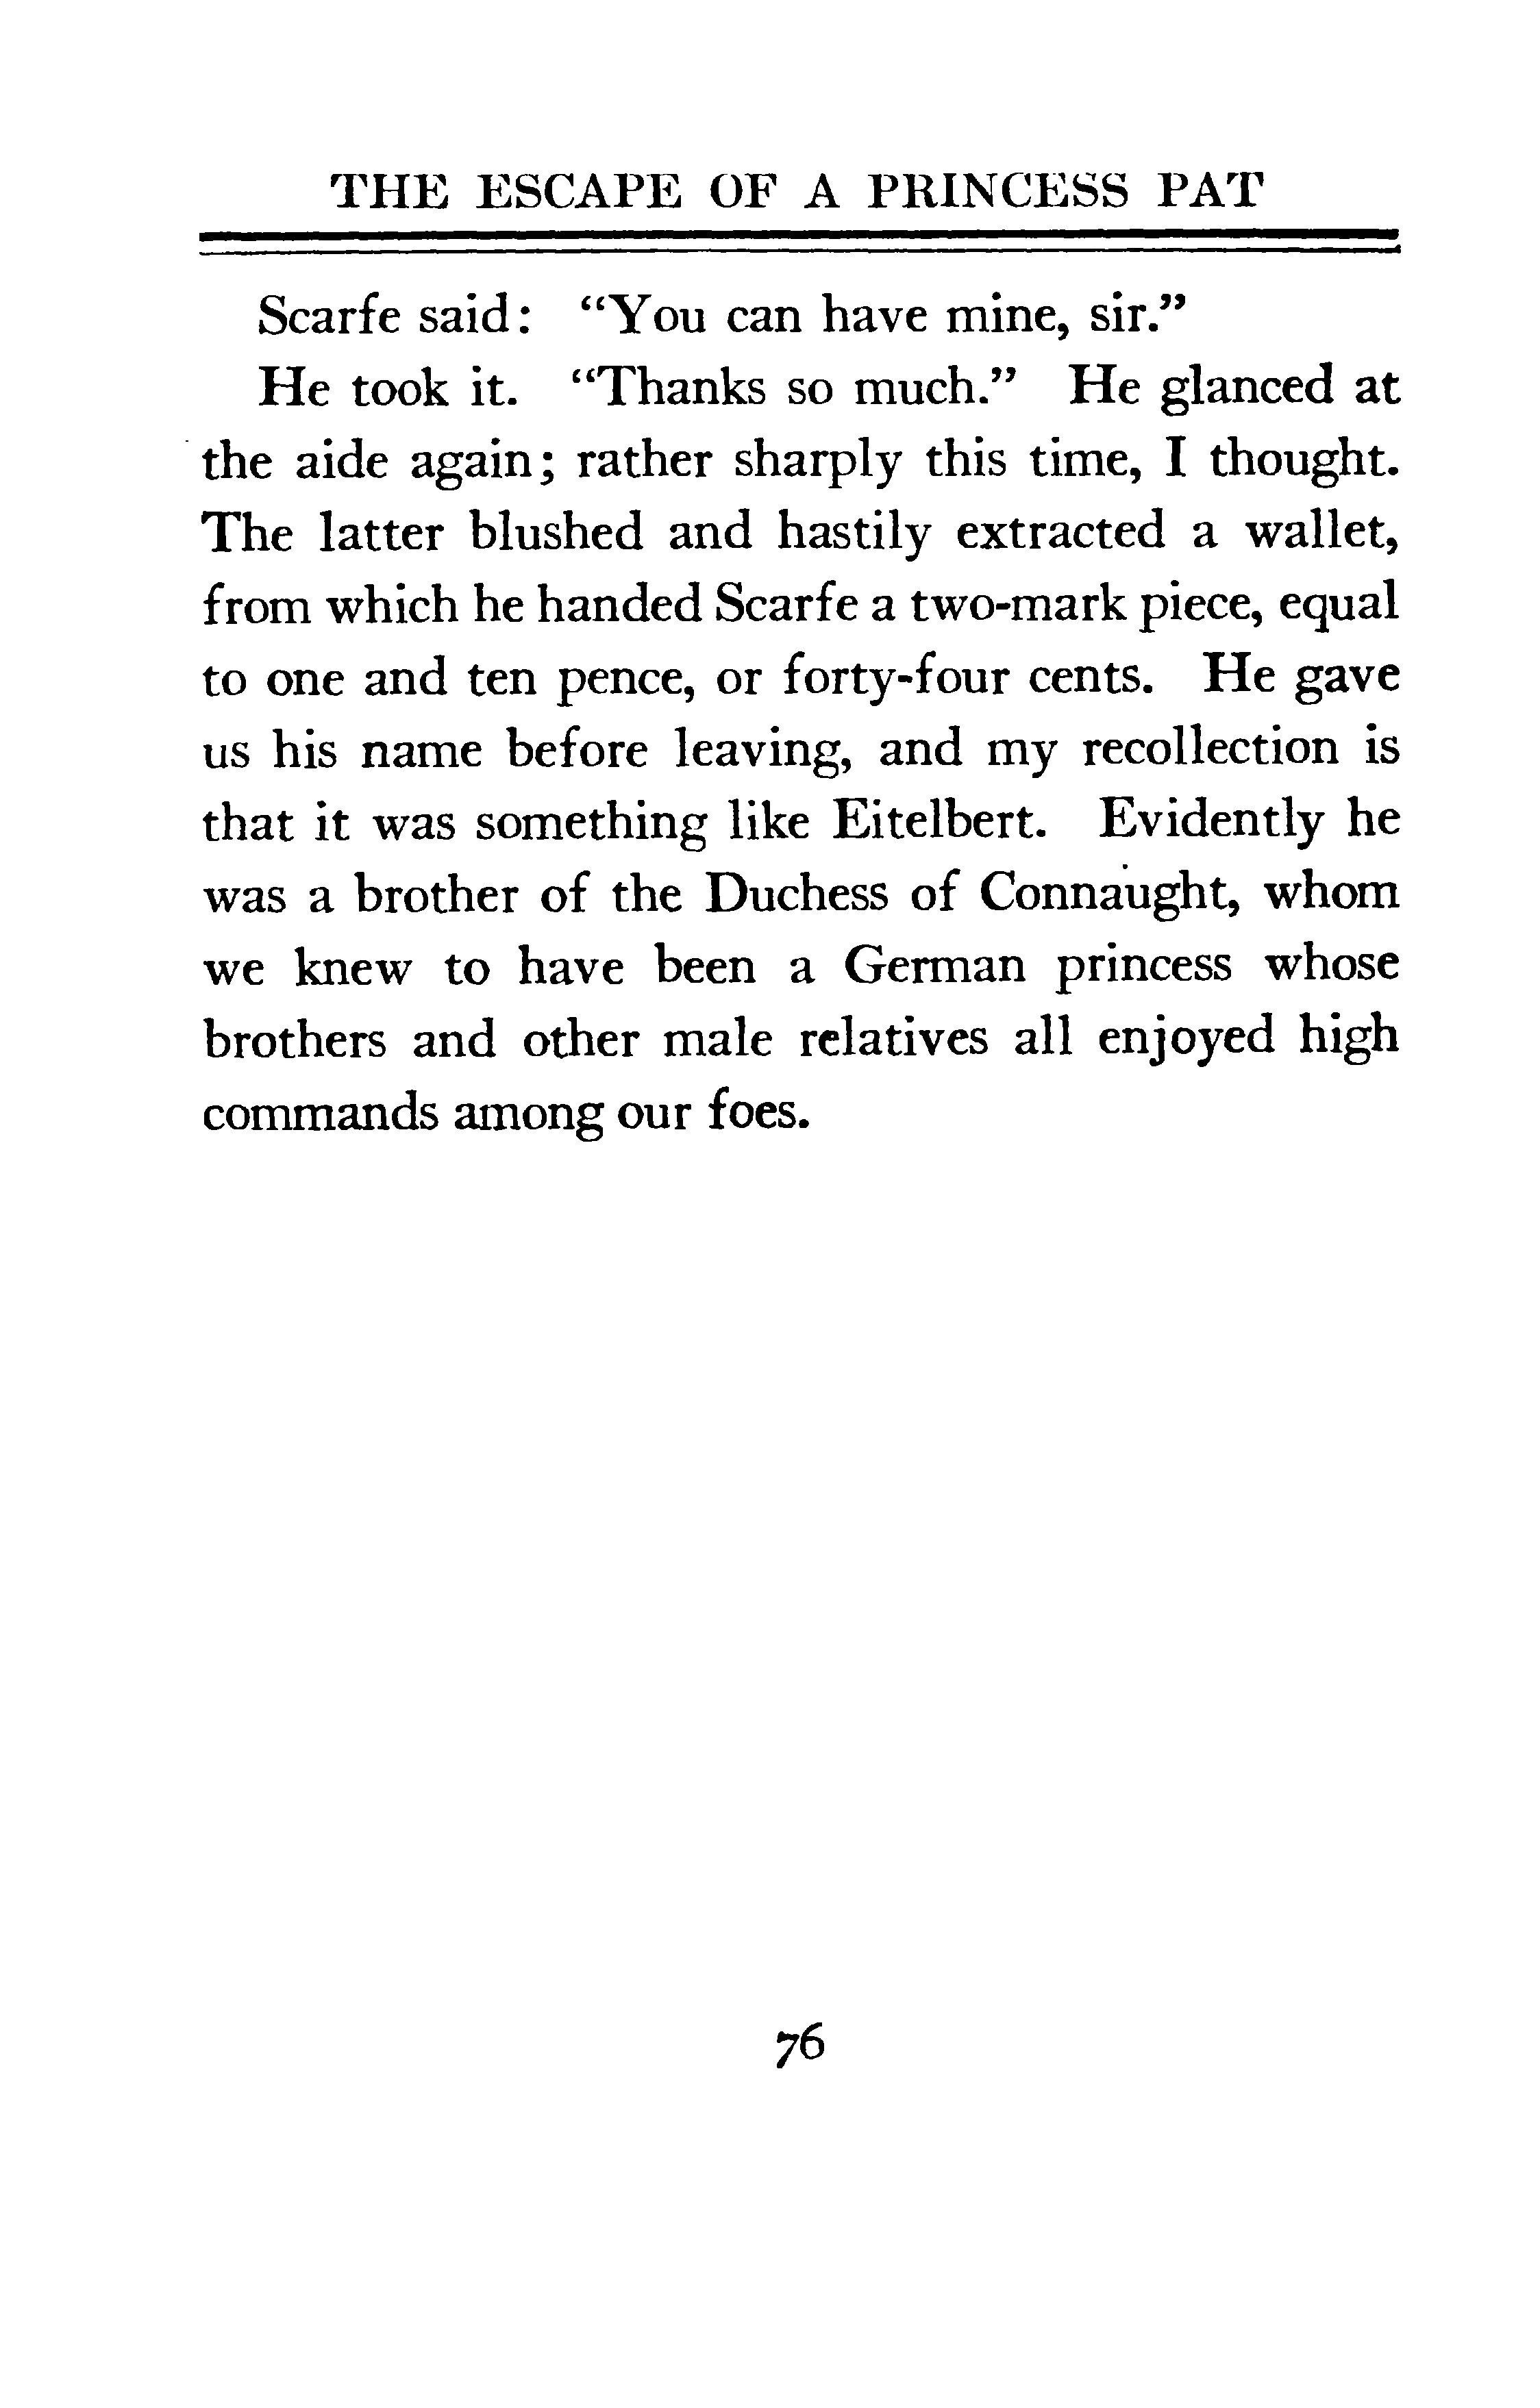 THE ESCAPE OF A PRINCESS PAT
Scarfe said: “You can have mine, sir.”
He took it. “Thanks so much.” He glanced at
the aide again; rather sharply this time, I thought.
The latter blushed and hastily extracted a wallet,
from which he handed Scarfe a two-mark piece, equal
to one and ten pence, or forty-four cents. He gave
us his name before leaving, and my recollection is
that it was something like Eitelbert. Evidently he
was a brother of the Duchess of Connaught, whom
we knew to have been a German princess whose
brothers and other male relatives all enjoyed high
commands among our foes.
76